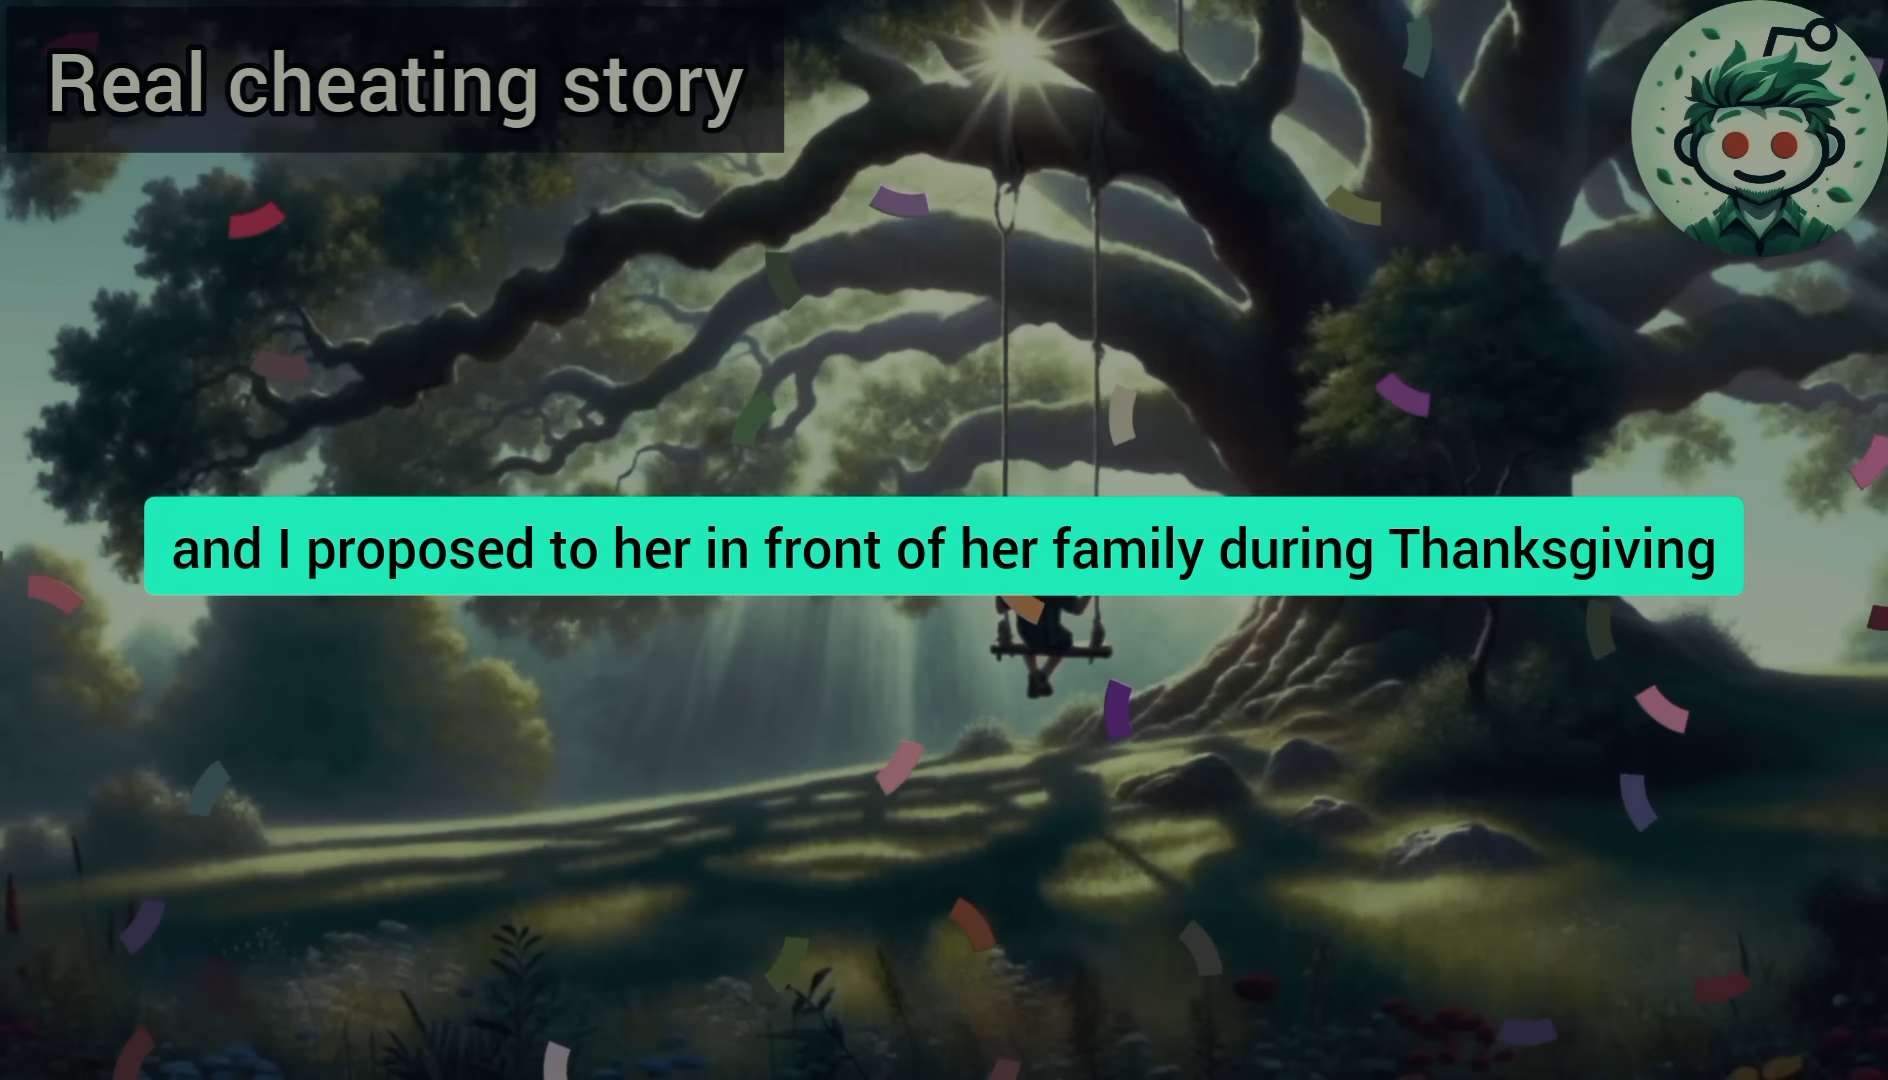 Real cheating story
and I proposed to her in front of her family during Thanksgiving